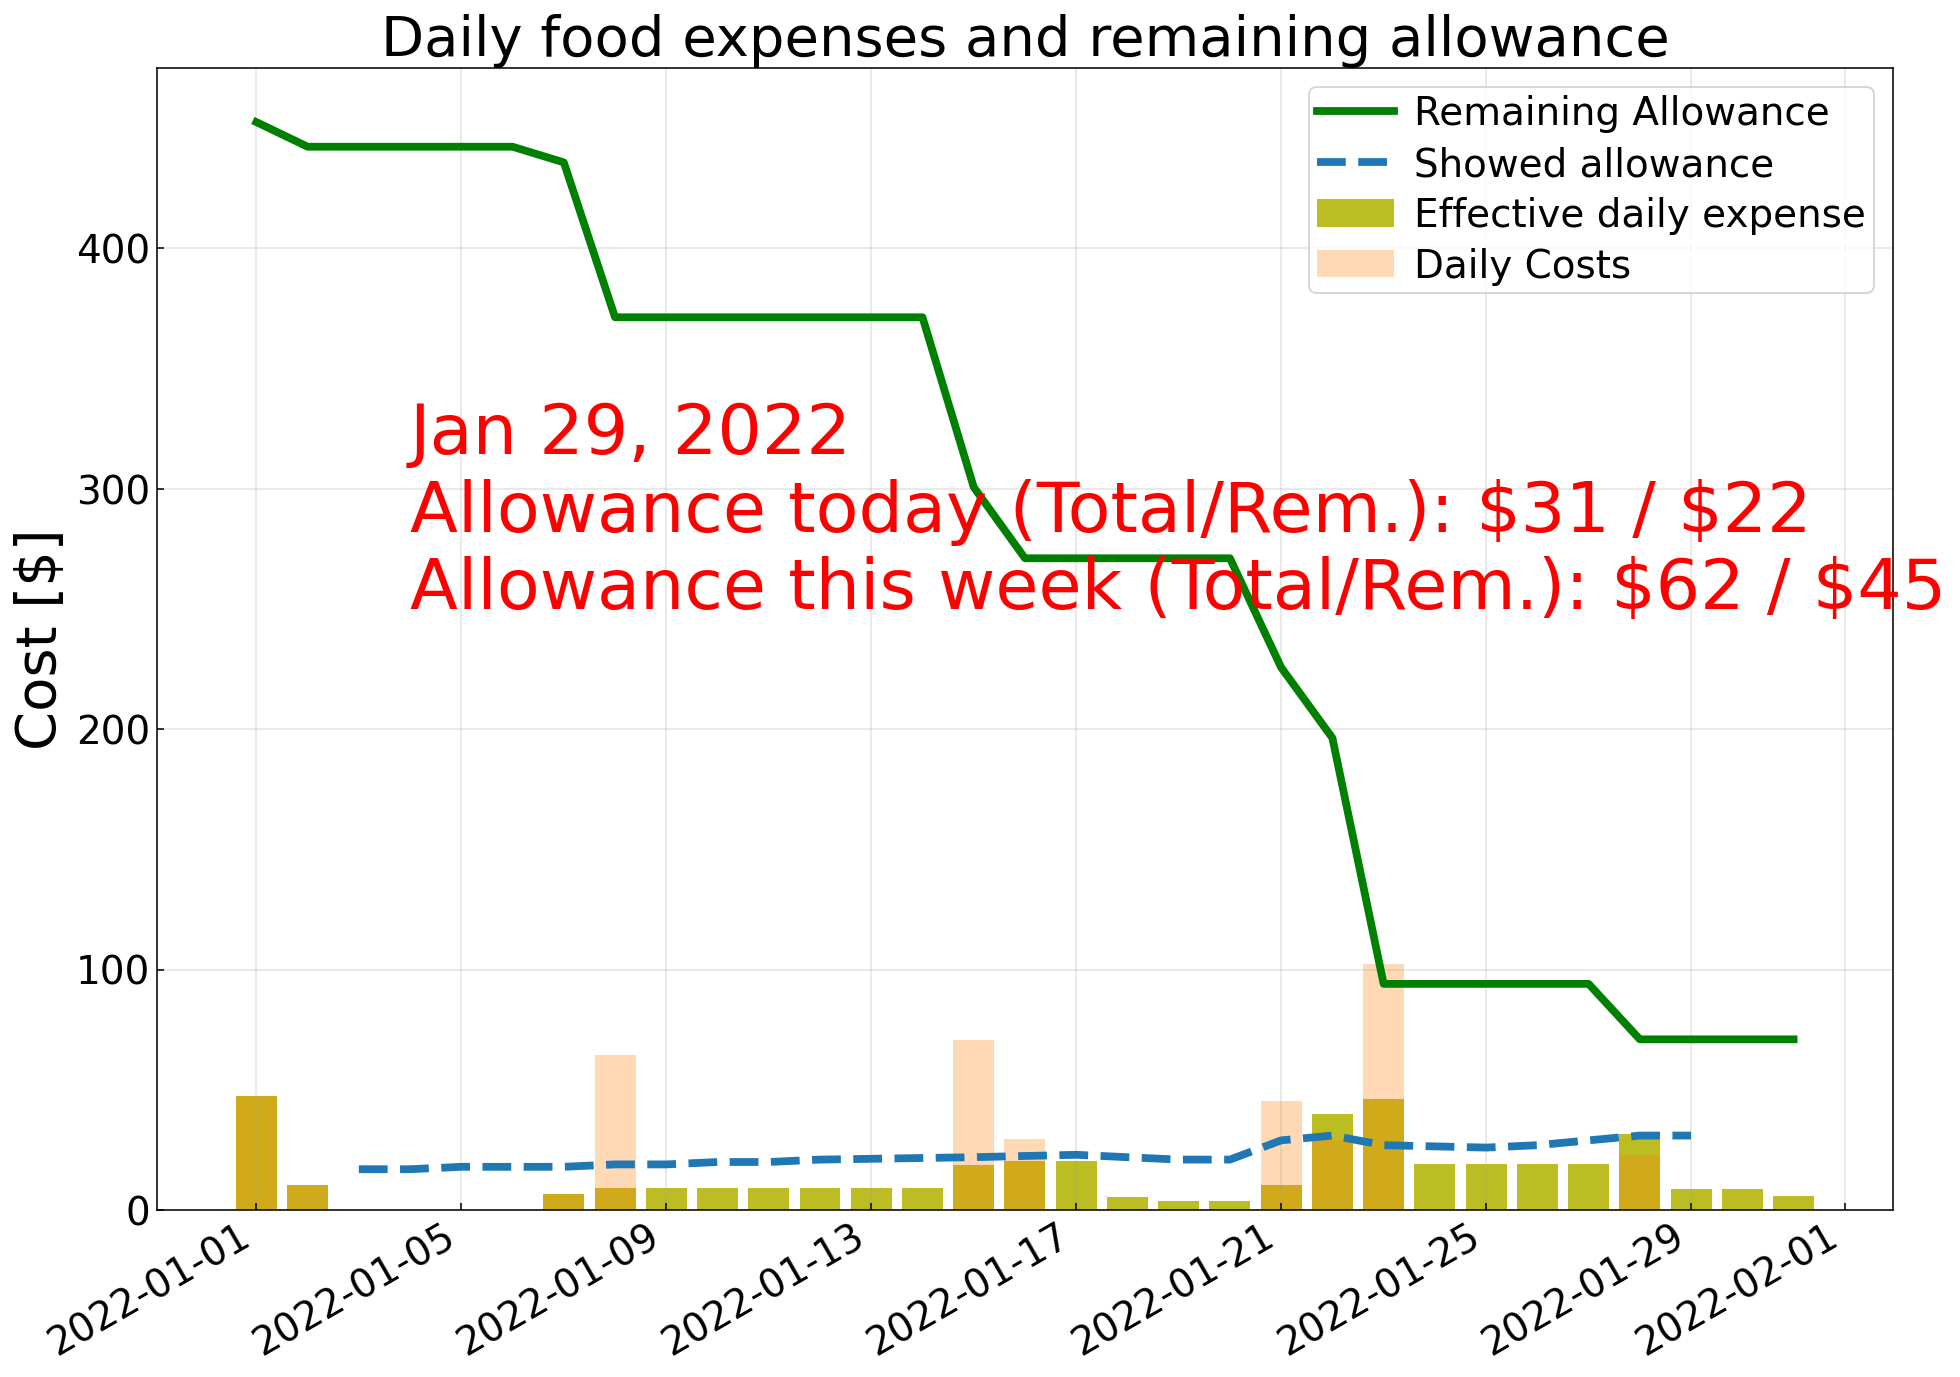 Daily food expenses and remaining allowance
Remaining Allowance
Showed allowance
Effective daily expense
Daily Costs
Cost [$]
400
300
200
100
0
Jan 29, 2022
Allowance today (Total/Rem.): $31 / $22
Allowance this week (Total/Rem.): $62 / $45
2022-01-01
2022-01-05
2022-01-09
2022-01-13
2022-01-17
2022-01-21
2022-01-25
2022-01-29
2022-02-01